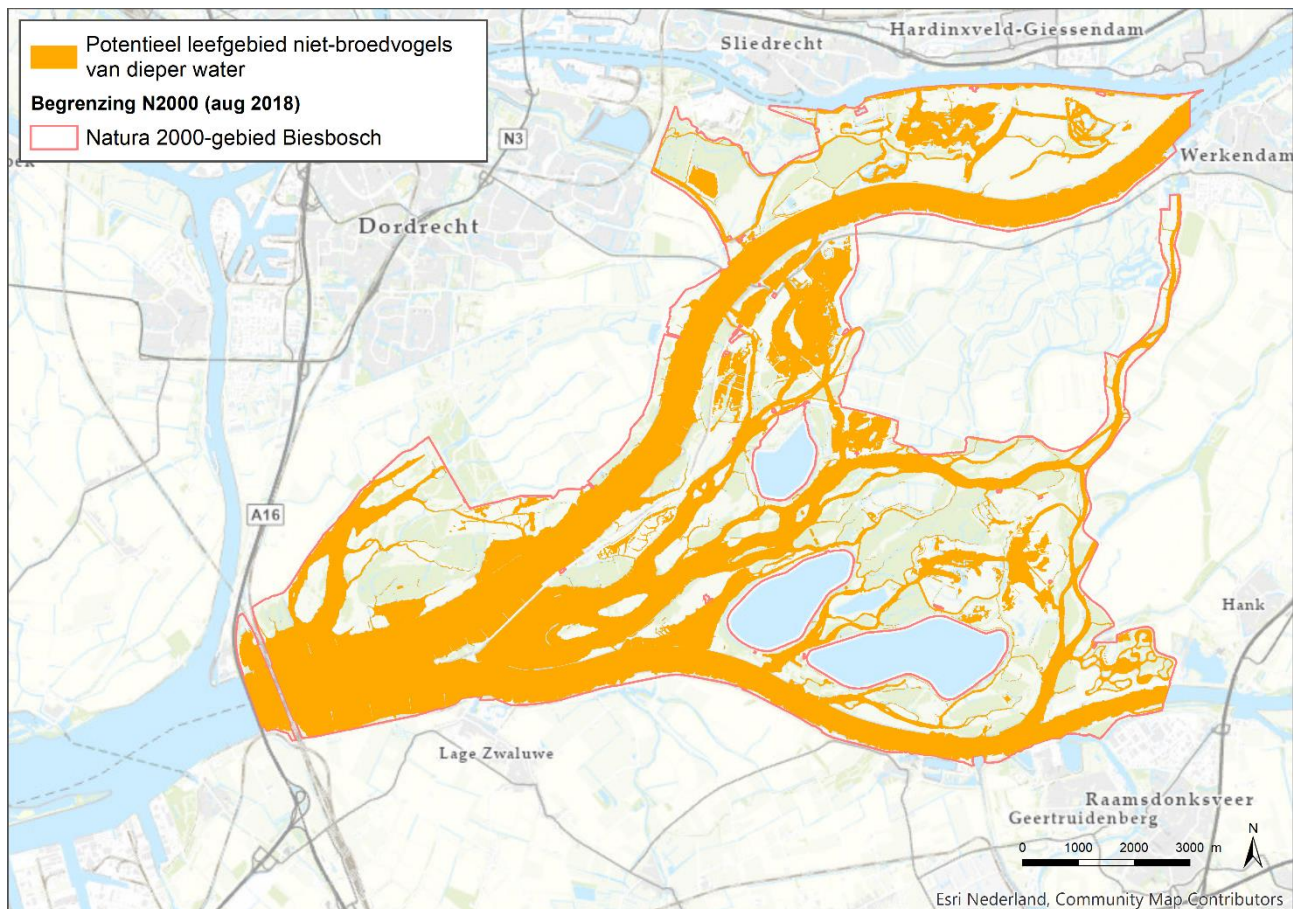 Potentieel leefgebied niet-broedvogels
van dieper water
Begrenzing N2000 (aug 2018)
Natura 2000-gebied Biesbosch
Hardinxveld-Giessendam
Sliedrecht
N3
Werkendam
Dordrecht
A16
Hank
Lage Zwaluwe
Raamsdonksveer
Geertruidenberg
N
0 1000 2000 3000 m
Esri Nederland, Community Map Contributors